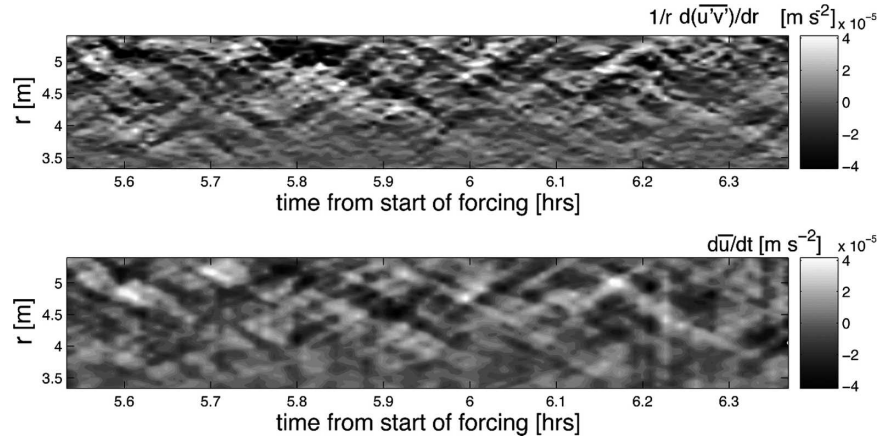 1/r d(u'v')/dr [m s⁻²] x 10⁻⁵
r [m]
5
4.5
4
3.5
5.6 5.7 5.8 5.9 6 6.1 6.2 6.3
time from start of forcing [hrs]
4
2
0
−2
−4
du̅/dt [m s⁻²] x 10⁻⁵
r [m]
5
4.5
4
3.5
5.6 5.7 5.8 5.9 6 6.1 6.2 6.3
time from start of forcing [hrs]
4
2
0
−2
−4